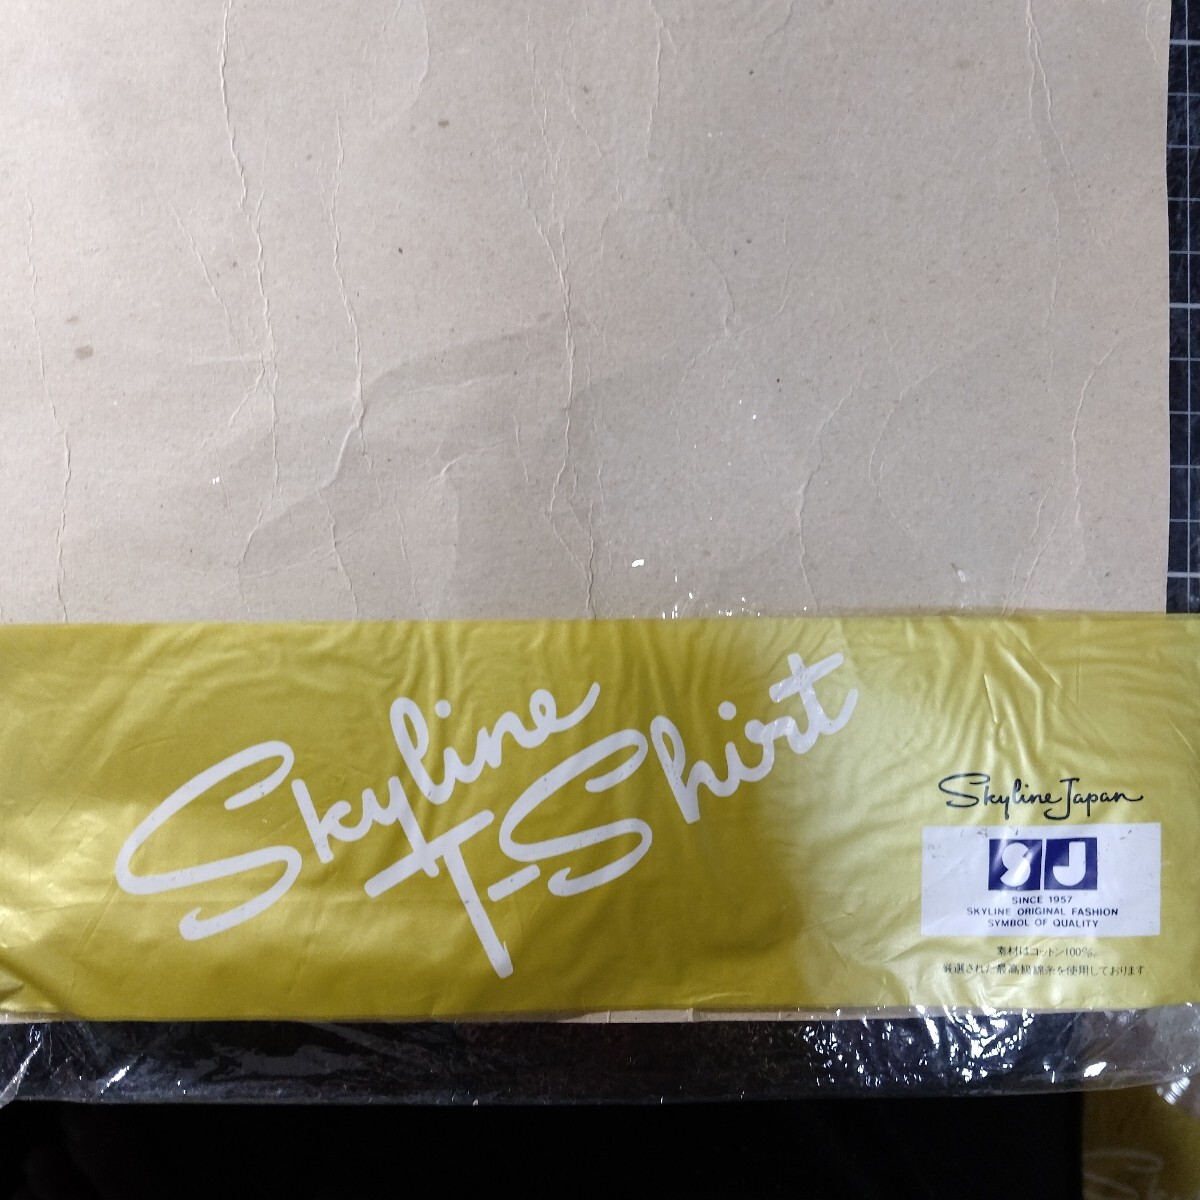 Skyline
T-Shirt
Skyline Japan
SJ
SINCE 1957
SKYLINE ORIGINAL FASHION
SYMBOL OF QUALITY
素材はコットン100%。
厳選された最高級綿糸を使用しております